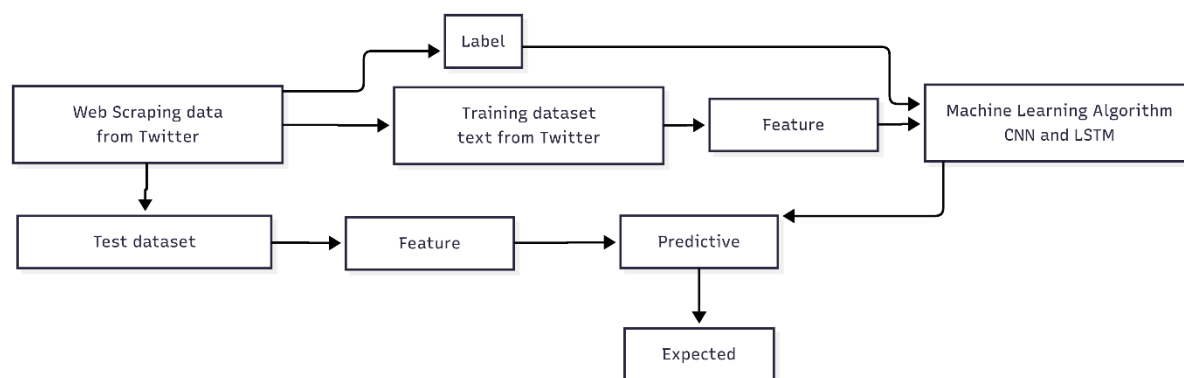 Label
Web Scraping data
from Twitter
Training dataset
text from Twitter
Feature
Machine Learning Algorithm
CNN and LSTM
Test dataset
Feature
Predictive
Expected